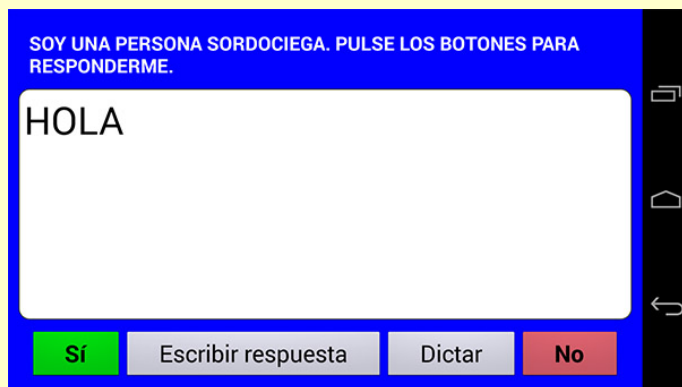 SOY UNA PERSONA SORDOCIEGA. PULSE LOS BOTONES PARA
RESPONDERME.
HOLA
Sí
Escribir respuesta
Dictar
No